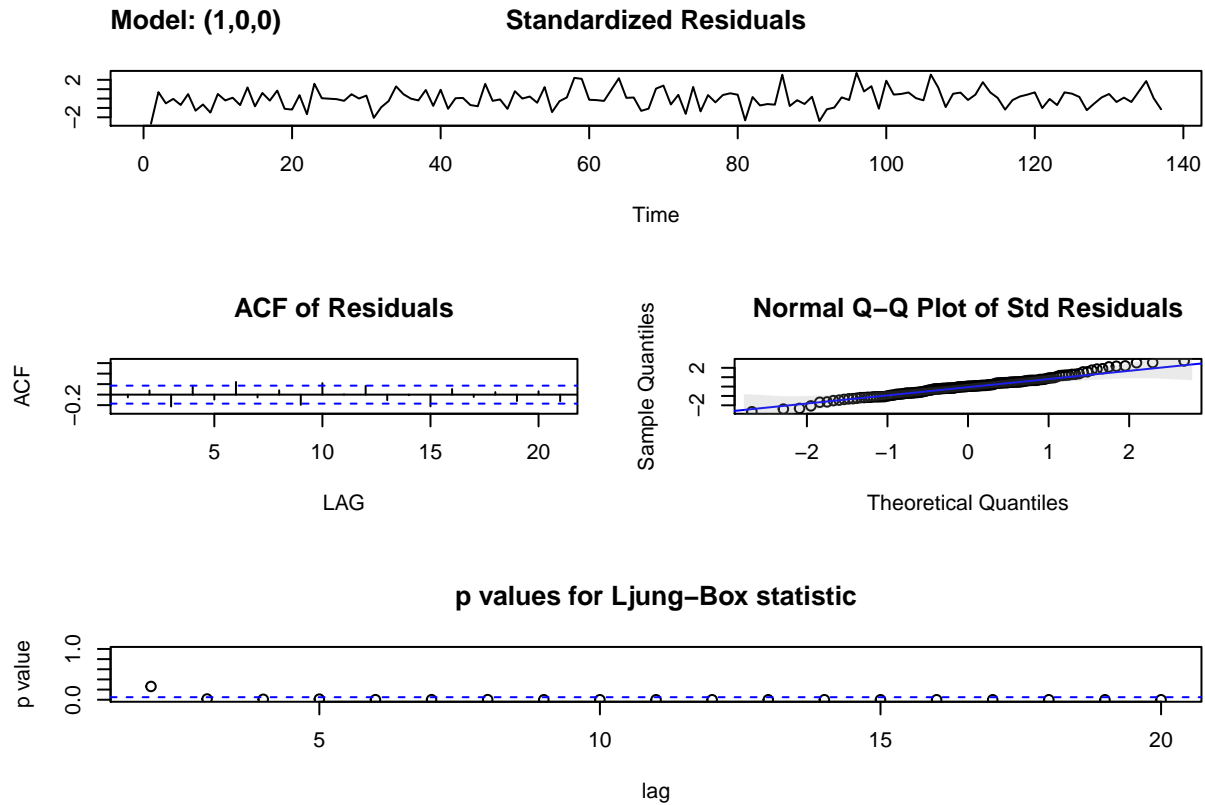 Model: (1,0,0) Standardized Residuals
2
−2
0 20 40 60 80 100 120 140
Time
ACF of Residuals
ACF
−0.2
5 10 15 20
LAG
Normal Q−Q Plot of Std Residuals
Sample Quantiles
2
−2
−2 −1 0 1 2
Theoretical Quantiles
p values for Ljung−Box statistic
p value
1.0
0.0
5 10 15 20
lag